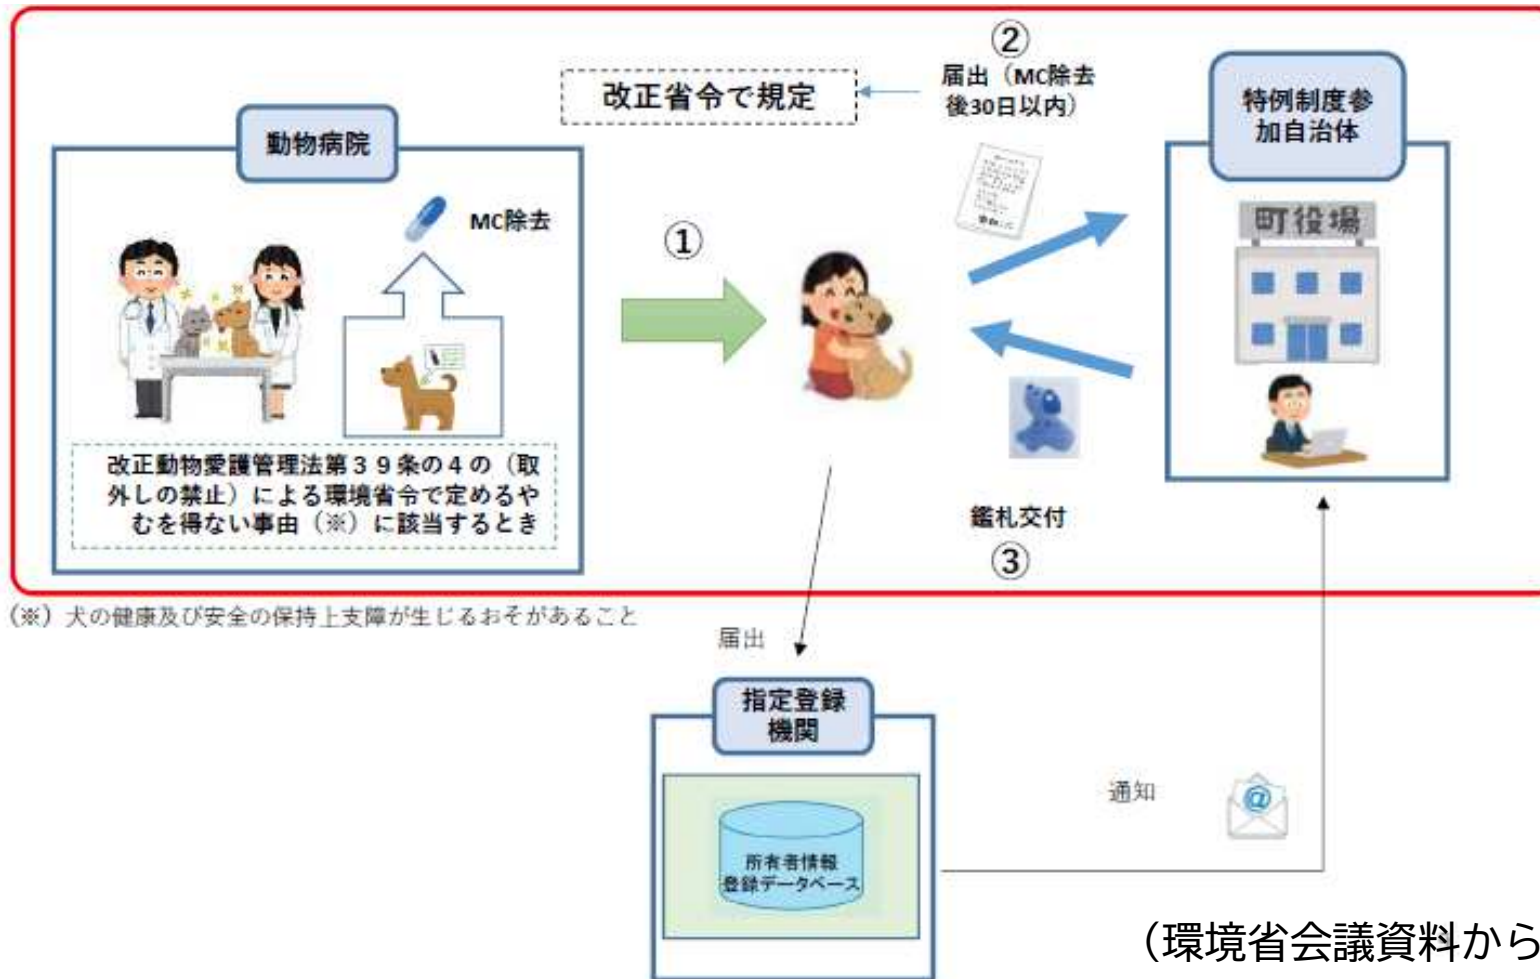 ②
届出（MC除去
後30日以内）
改正省令で規定
特例制度参
加自治体
動物病院
MC除去
①
町役場
改正動物愛護管理法第３９条の４の（取
外しの禁止）による環境省令で定めるや
むを得ない事由（※）に該当するとき
鑑札交付
③
（※）犬の健康及び安全の保持上支障が生じるおそがあること
届出
指定登録
機関
通知
@
所有者情報
登録データベース
（環境省会議資料から